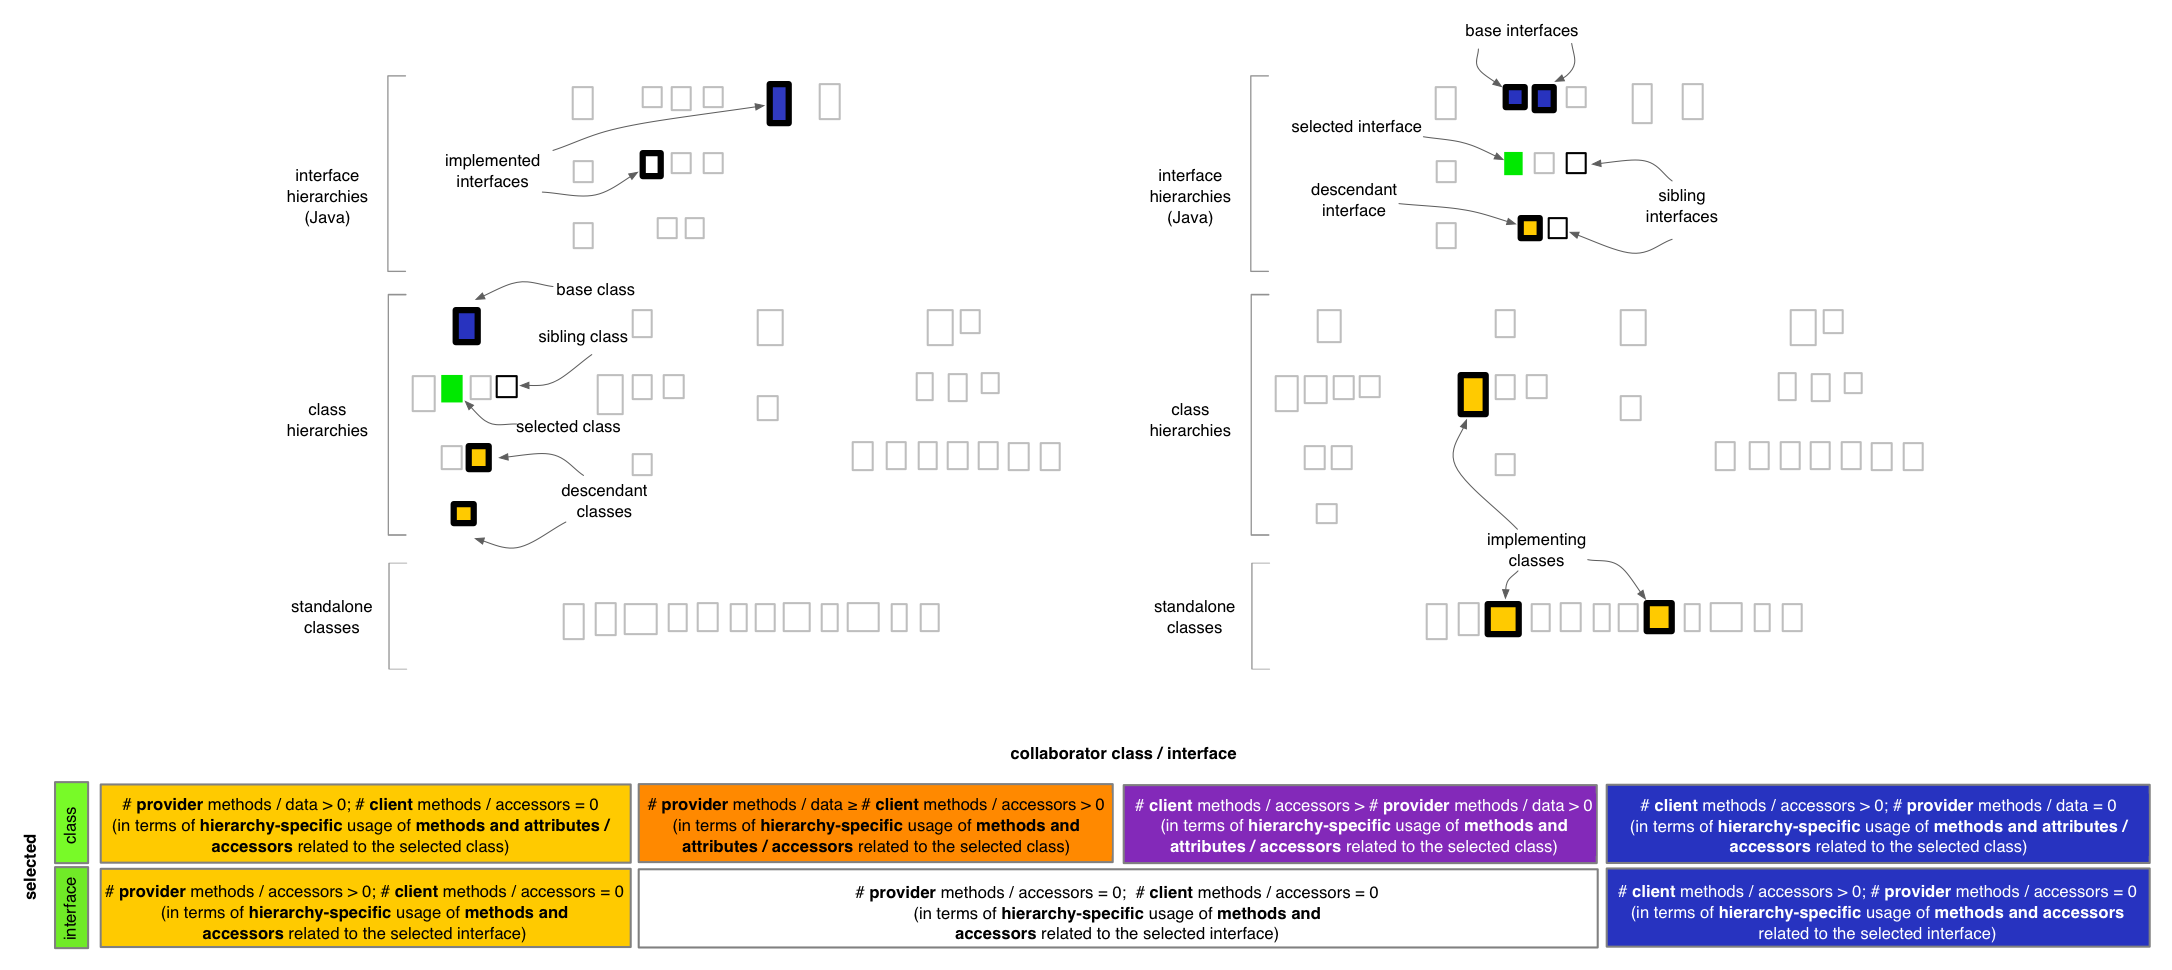 implemented
interfaces
interface
hierarchies
(Java)
base class
sibling class
selected class
class
hierarchies
descendant
classes
standalone
classes
base interfaces
selected interface
descendant
interface
sibling
interfaces
interface
hierarchies
(Java)
class
hierarchies
implementing
classes
standalone
classes
collaborator class / interface
selected
class
# provider methods / data > 0; # client methods / accessors = 0
(in terms of hierarchy-specific usage of methods and attributes /
accessors related to the selected class)
# provider methods / data ≥ # client methods / accessors > 0
(in terms of hierarchy-specific usage of methods and
attributes / accessors related to the selected class)
# client methods / accessors > # provider methods / data > 0
(in terms of hierarchy-specific usage of methods and
attributes / accessors related to the selected class)
# client methods / accessors > 0; # provider methods / data = 0
(in terms of hierarchy-specific usage of methods and attributes /
accessors related to the selected class)
interface
# provider methods / accessors > 0; # client methods / accessors = 0
(in terms of hierarchy-specific usage of methods and
accessors related to the selected interface)
# provider methods / accessors = 0; # client methods / accessors = 0
(in terms of hierarchy-specific usage of methods and
accessors related to the selected interface)
# client methods / accessors > 0; # provider methods / accessors = 0
(in terms of hierarchy-specific usage of methods and accessors
related to the selected interface)